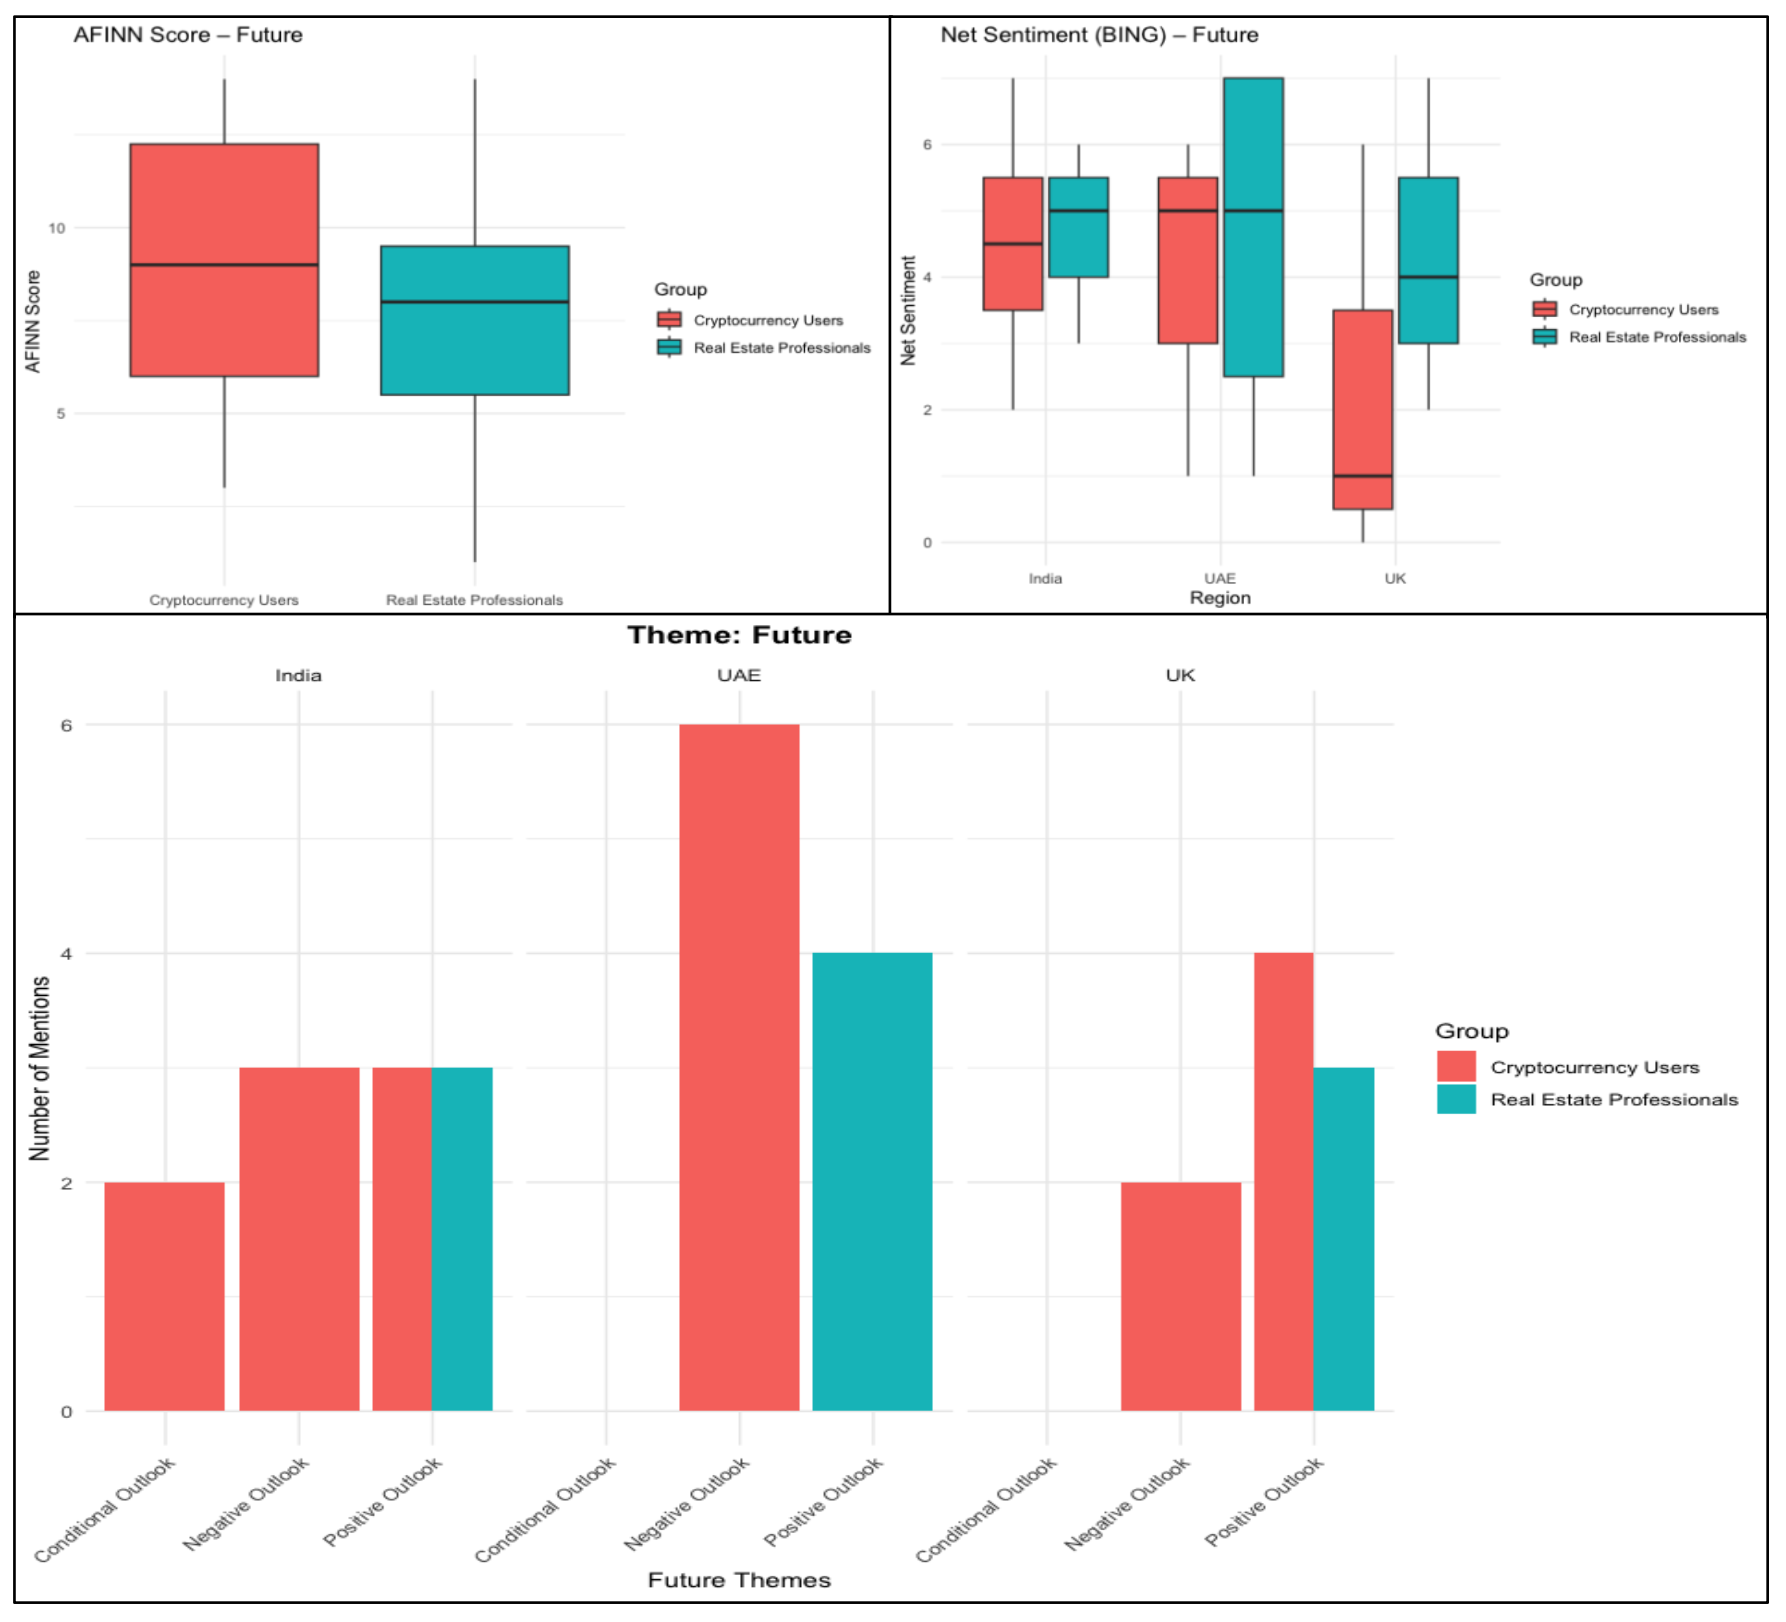 AFINN Score – Future
10
5
AFINN Score
Cryptocurrency Users
Real Estate Professionals
Group
Cryptocurrency Users
Real Estate Professionals
Net Sentiment (BING) – Future
6
4
2
0
Net Sentiment
India
UAE
UK
Region
Group
Cryptocurrency Users
Real Estate Professionals
Theme: Future
India
UAE
UK
6
4
2
0
Number of Mentions
Conditional Outlook
Negative Outlook
Positive Outlook
Conditional Outlook
Negative Outlook
Positive Outlook
Conditional Outlook
Negative Outlook
Positive Outlook
Future Themes
Group
Cryptocurrency Users
Real Estate Professionals